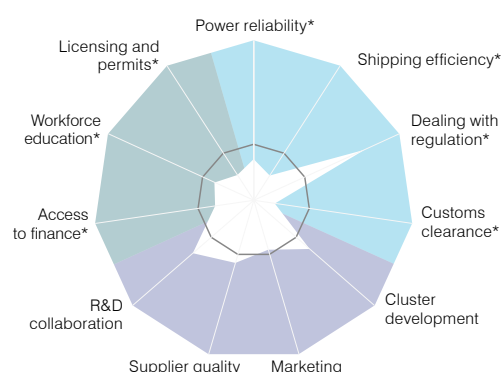 Power reliability*
Licensing and
permits*
Shipping efficiency*
Workforce
education*
Dealing with
regulation*
Access
to finance*
Customs
clearance*
R&D
collaboration
Cluster
development
Supplier quality
Marketing